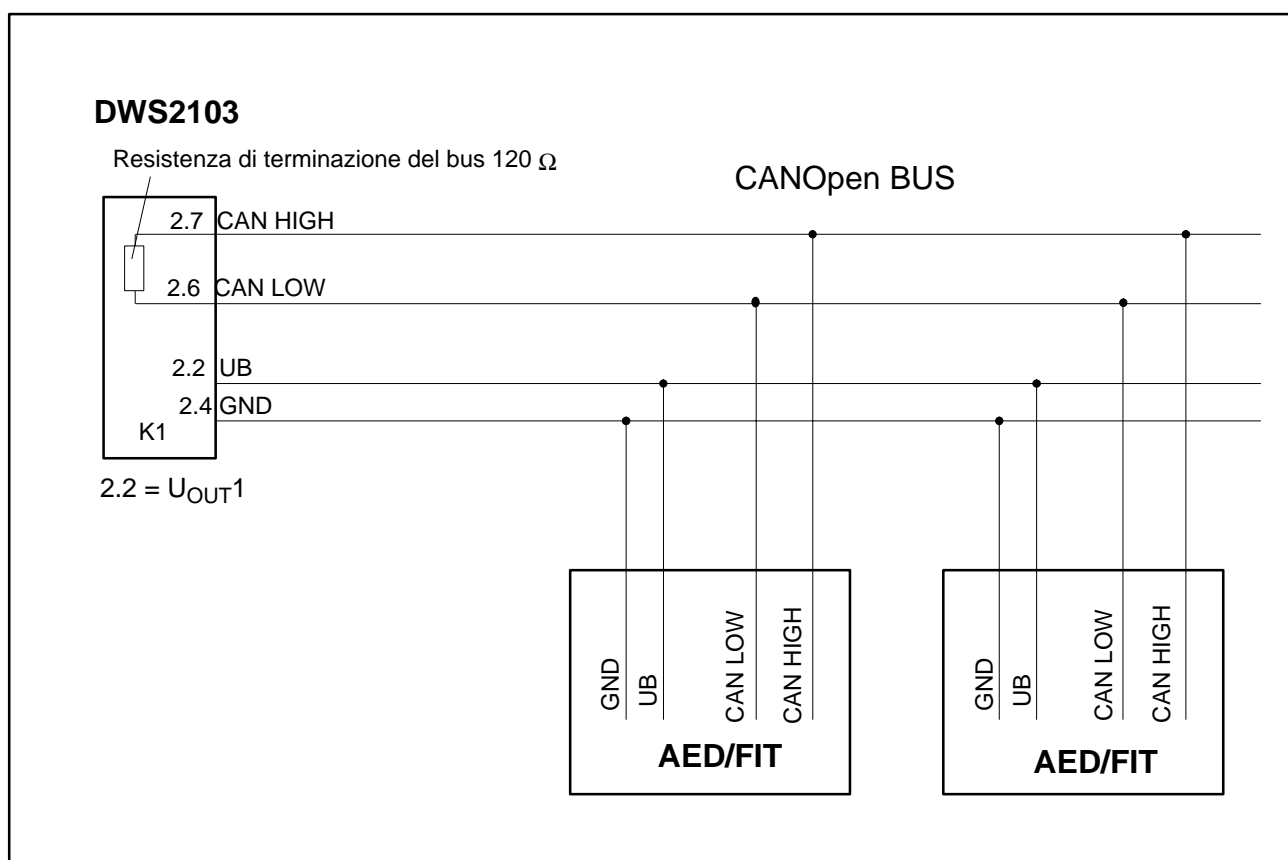 DWS2103
Resistenza di terminazione del bus 120 Ω
CANOpen BUS
2.7 CAN HIGH
2.6 CAN LOW
2.2 UB
2.4 GND
K1
2.2 = UOUT1
GND
UB
CAN LOW
CAN HIGH
AED/FIT
GND
UB
CAN LOW
CAN HIGH
AED/FIT